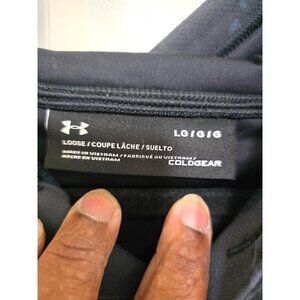 LG/G/G
LOOSE / COUPE LÂCHE / SUELTO
MADE IN VIETNAM / FABRIQUÉ AU VIETNAM /
HECHO EN VIETNAM
COLDGEAR